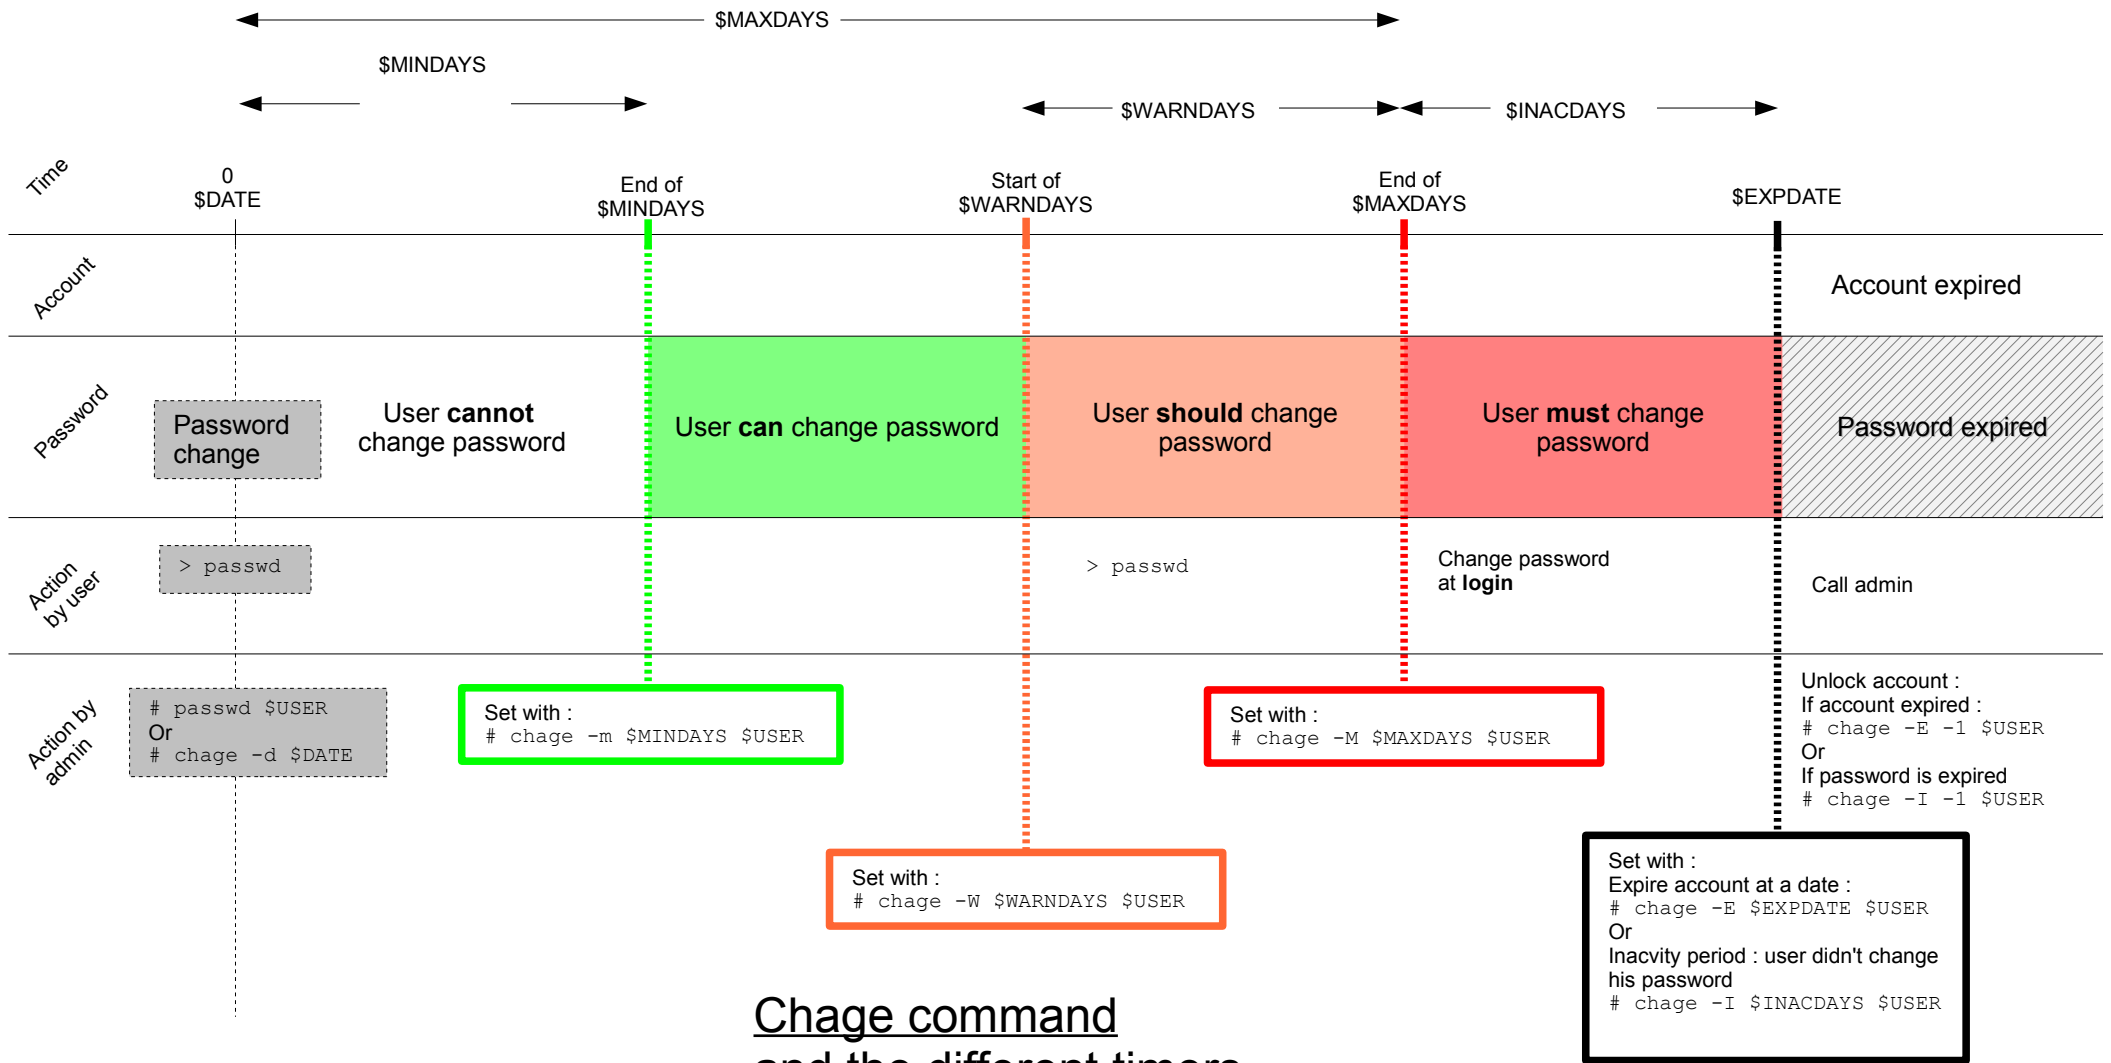 $MAXDAYS
$MINDAYS
$WARNDAYS
$INACDAYS
Time
0
$DATE
End of
$MINDAYS
Start of
$WARNDAYS
End of
$MAXDAYS
$EXPDATE
Account
Account expired
Password
Password
change
User cannot
change password
User can change password
User should change
password
User must change
password
Password expired
Action
by user
> passwd
> passwd
Change password
at login
Call admin
Action by
admin
# passwd $USER
Or
# chage -d $DATE
Set with :
# chage -m $MINDAYS $USER
Set with :
# chage -M $MAXDAYS $USER
Unlock account :
If account expired :
# chage -E -1 $USER
Or
If password is expired
# chage -I -1 $USER
Set with :
# chage -W $WARNDAYS $USER
Set with :
Expire account at a date :
# chage -E $EXPDATE $USER
Or
Inacvity period : user didn't change
his password
# chage -I $INACDAYS $USER
Chage command
and the different timers